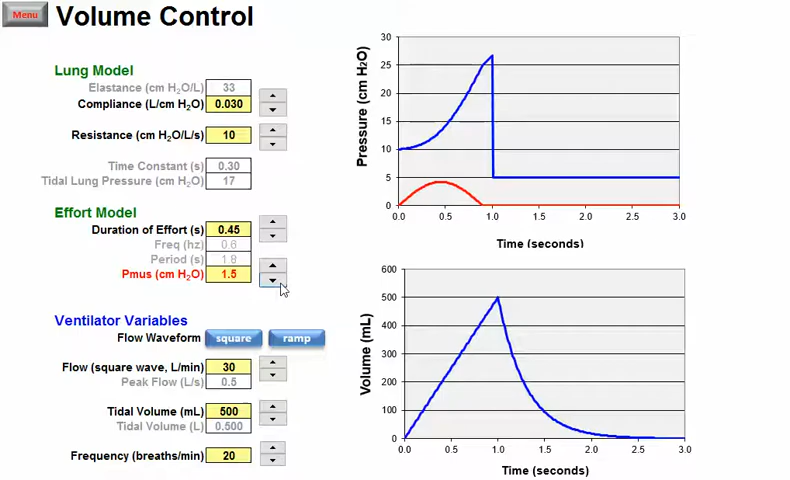 Menu
Volume Control
Lung Model
Elastance (cm H₂O/L) 33
Compliance (L/cm H₂O) 0.030
Resistance (cm H₂O/L/s) 10
Time Constant (s) 0.30
Tidal Lung Pressure (cm H₂O) 17
Effort Model
Duration of Effort (s) 0.45
Freq (hz) 0.6
Period (s) 1.8
Pmus (cm H₂O) 1.5
Ventilator Variables
Flow Waveform square ramp
Flow (square wave, L/min) 30
Peak Flow (L/s) 0.5
Tidal Volume (mL) 500
Tidal Volume (L) 0.500
Frequency (breaths/min) 20
Pressure (cm H₂O)
30
25
20
15
10
5
0
0.0 0.5 1.0 1.5 2.0 2.5 3.0
Time (seconds)
Volume (mL)
600
500
400
300
200
100
0
0.0 0.5 1.0 1.5 2.0 2.5 3.0
Time (seconds)